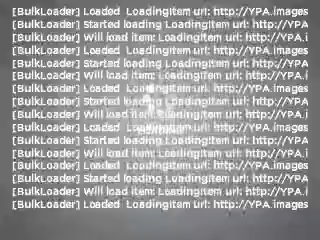 [BulkLoader] Loaded LoadingItem url: http://YPA.images
[BulkLoader] Started loading LoadingItem url: http://YPA
[BulkLoader] Will load item: LoadingItem url: http://YPA.i
[BulkLoader] Loaded LoadingItem url: http://YPA.images
[BulkLoader] Started loading LoadingItem url: http://YPA
[BulkLoader] Will load item: LoadingItem url: http://YPA.i
[BulkLoader] Loaded LoadingItem url: http://YPA.images
[BulkLoader] Started loading LoadingItem url: http://YPA
[BulkLoader] Will load item: LoadingItem url: http://YPA.i
[BulkLoader] Loaded LoadingItem url: http://YPA.images
[BulkLoader] Started loading LoadingItem url: http://YPA
[BulkLoader] Will load item: LoadingItem url: http://YPA.i
[BulkLoader] Loaded LoadingItem url: http://YPA.images
[BulkLoader] Started loading LoadingItem url: http://YPA
[BulkLoader] Will load item: LoadingItem url: http://YPA.i
[BulkLoader] Loaded LoadingItem url: http://YPA.images